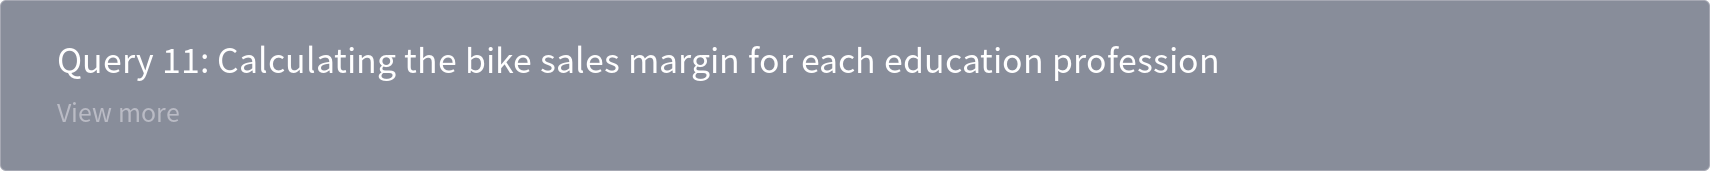 Query 11: Calculating the bike sales margin for each education profession
View more